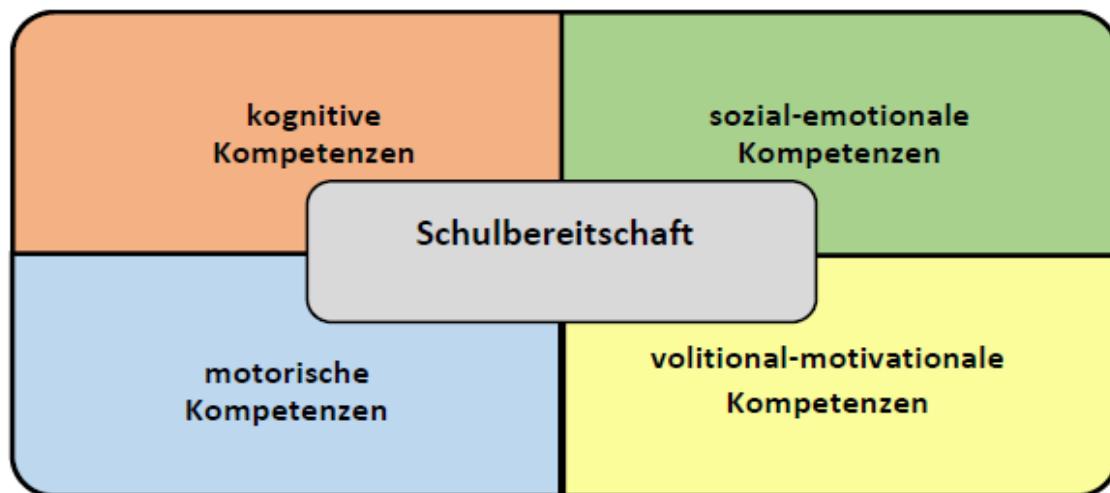 kognitive
Kompetenzen
sozial-emotionale
Kompetenzen
Schulbereitschaft
motorische
Kompetenzen
volitional-motivationale
Kompetenzen